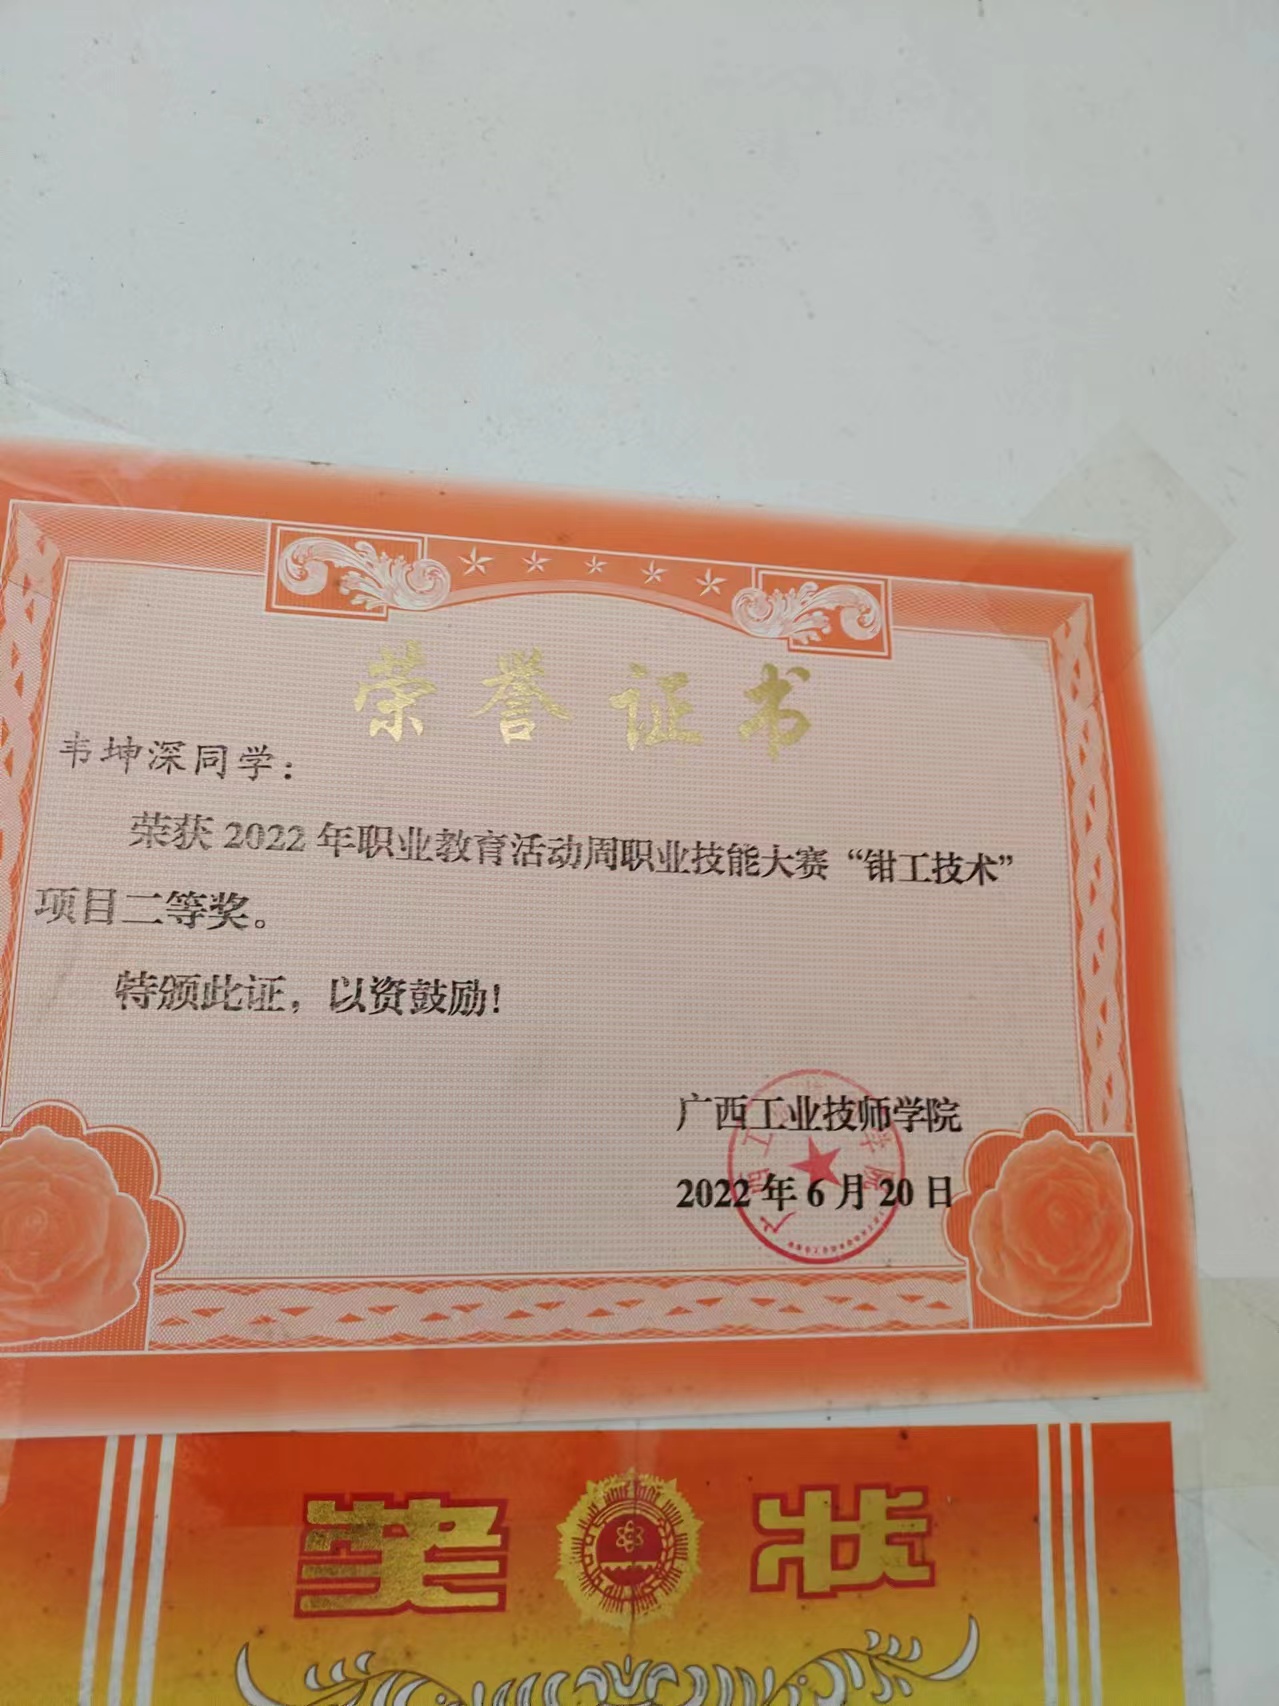 荣誉证书
韦坤深同学：
荣获 2022 年职业教育活动周职业技能大赛“钳工技术”
项目二等奖。
特颁此证，以资鼓励！
广西工业技师学院
2022 年 6 月 20 日
奖状